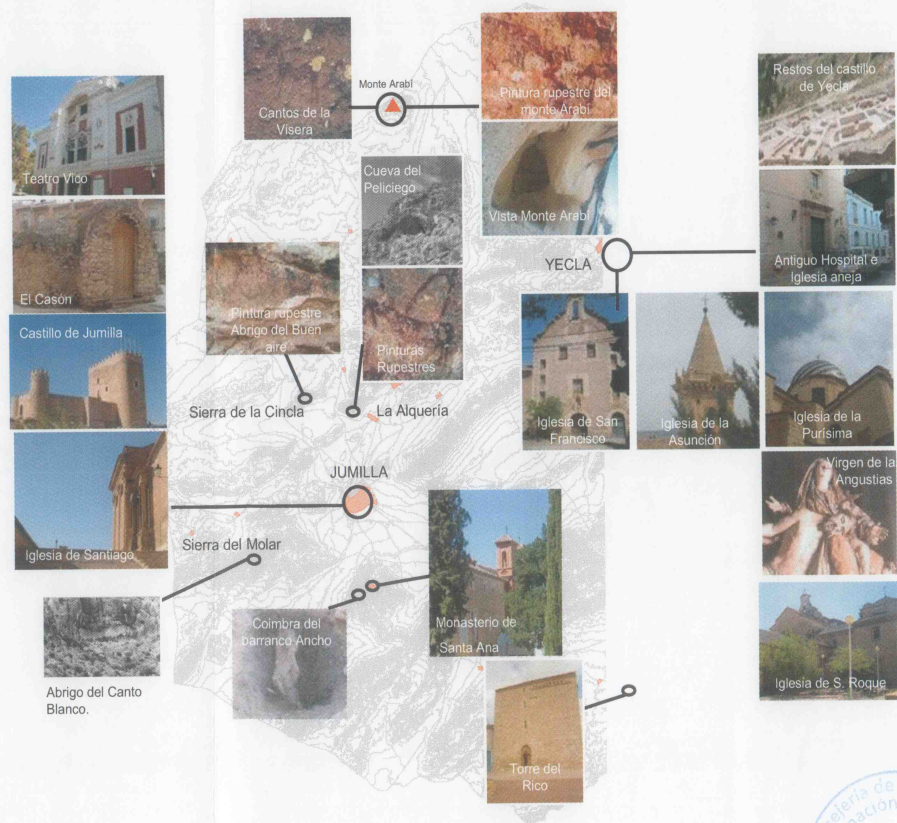 Teatro Vico
El Casón
Castillo de Jumilla
Iglesia de Santiago
Abrigo del Canto
Blanco.
Cantos de la
Visera
Monte Arabí
Pintura rupestre del
monte Arabí
Vista Monte Arabí
Cueva del
Peliciego
Pinturas
Rupestres
Pintura rupestre
Abrigo del Buen
aire
Sierra de la Cincla
La Alquería
JUMILLA
Sierra del Molar
Coimbra del
barranco Ancho
Monasterio de
Santa Ana
Torre del
Rico
YECLA
Restos del castillo
de Yecla
Antiguo Hospital e
Iglesia aneja
Iglesia de San
Francisco
Iglesia de la
Asunción
Iglesia de la
Purísima
Virgen de la
Angustias
Iglesia de S. Roque